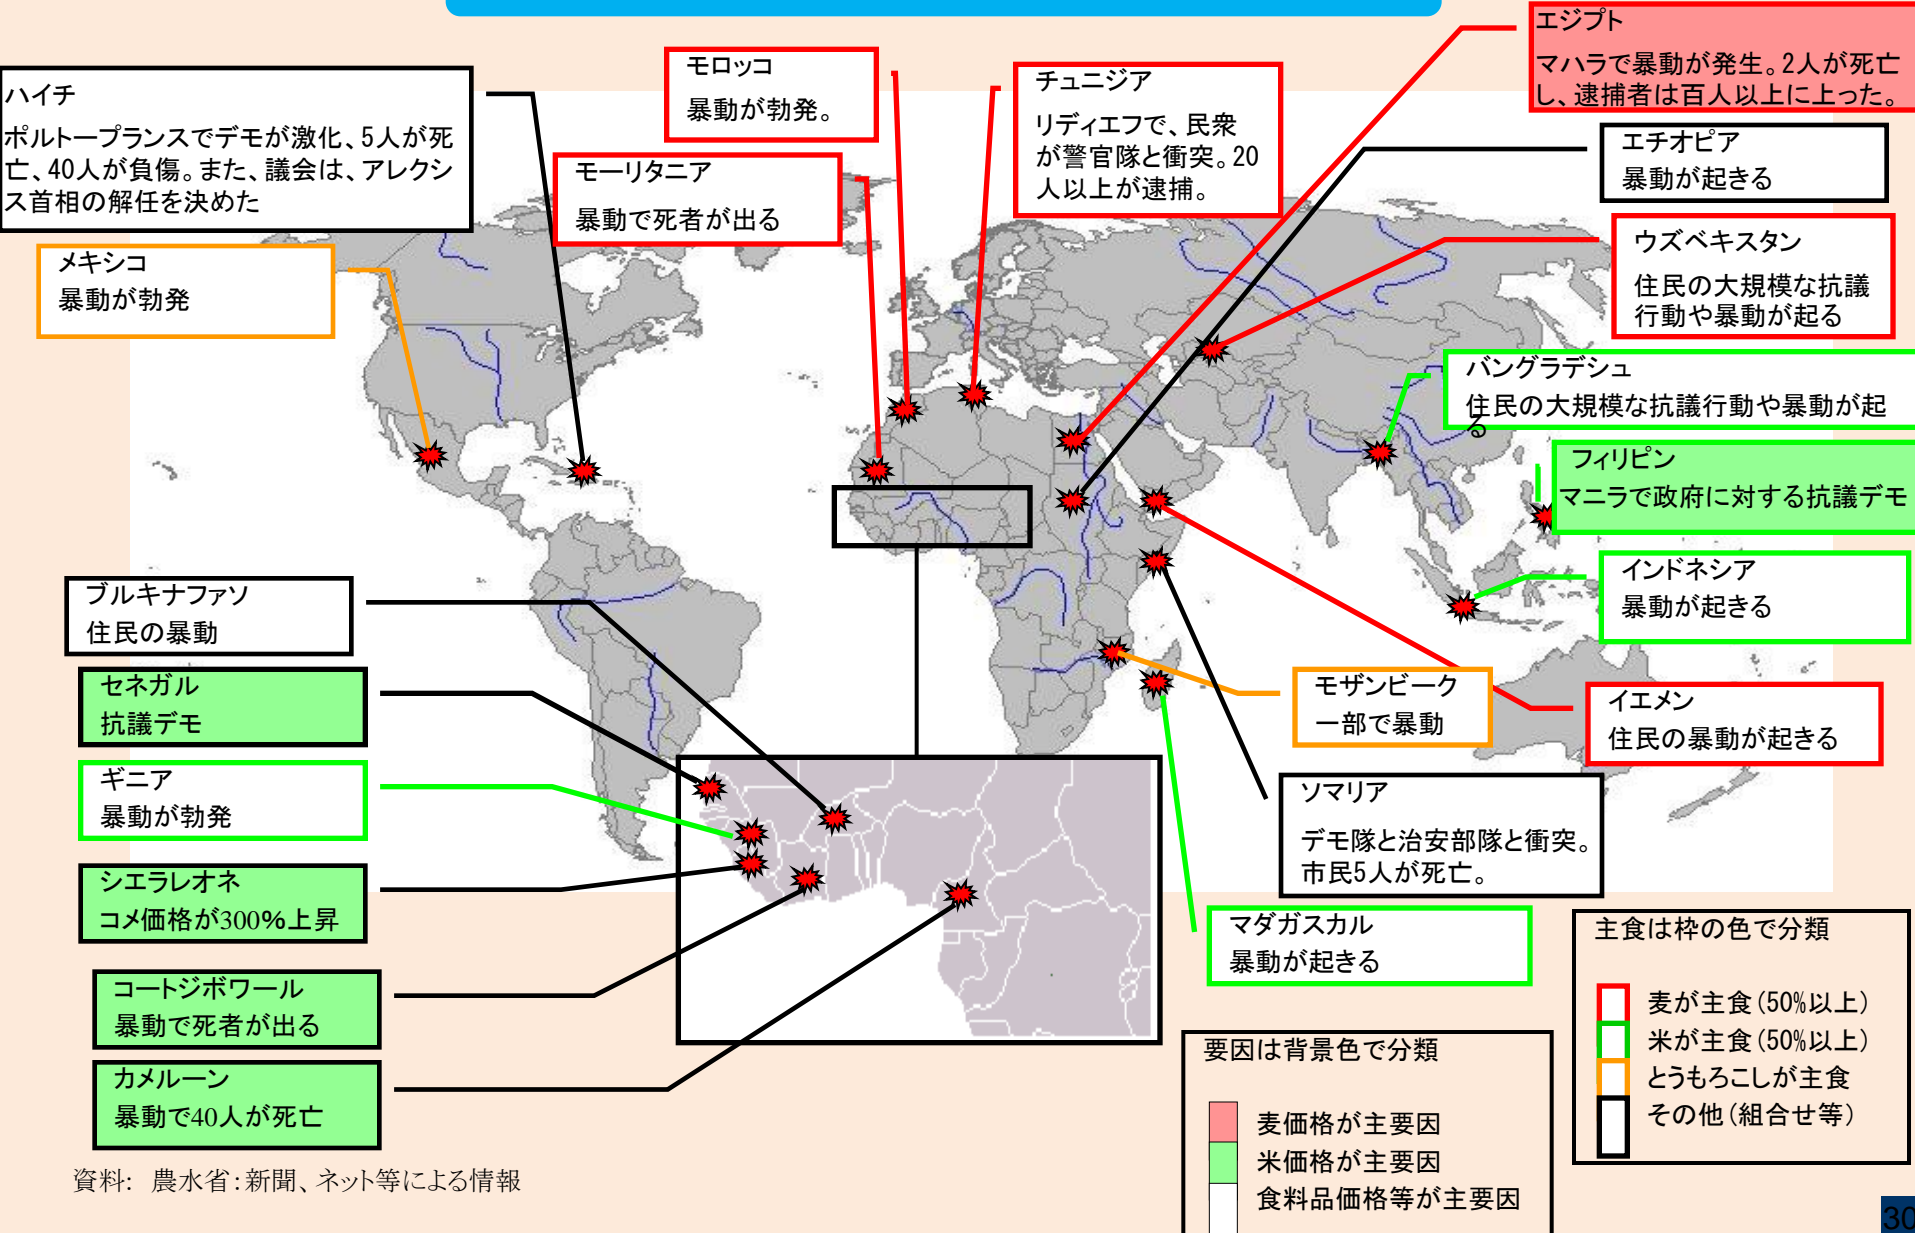 エジプト
マハラで暴動が発生。2人が死亡
し、逮捕者は百人以上に上った。
モロッコ
暴動が勃発。
チュニジア
リディエフで、民衆
が警官隊と衝突。20
人以上が逮捕。
ハイチ
ポルトープランスでデモが激化、5人が死
亡、40人が負傷。また、議会は、アレクシ
ス首相の解任を決めた
エチオピア
暴動が起きる
モーリタニア
暴動で死者が出る
ウズベキスタン
住民の大規模な抗議
行動や暴動が起る
メキシコ
暴動が勃発
バングラデシュ
住民の大規模な抗議行動や暴動が起
る
フィリピン
マニラで政府に対する抗議デモ
インドネシア
暴動が起きる
ブルキナファソ
住民の暴動
セネガル
抗議デモ
モザンビーク
一部で暴動
イエメン
住民の暴動が起きる
ギニア
暴動が勃発
ソマリア
デモ隊と治安部隊と衝突。
市民5人が死亡。
シエラレオネ
コメ価格が300%上昇
マダガスカル
暴動が起きる
コートジボワール
暴動で死者が出る
カメルーン
暴動で40人が死亡
主食は枠の色で分類
麦が主食(50%以上)
米が主食(50%以上)
とうもろこしが主食
その他(組合せ等)
要因は背景色で分類
麦価格が主要因
米価格が主要因
食料品価格等が主要因
資料: 農水省:新聞、ネット等による情報
30